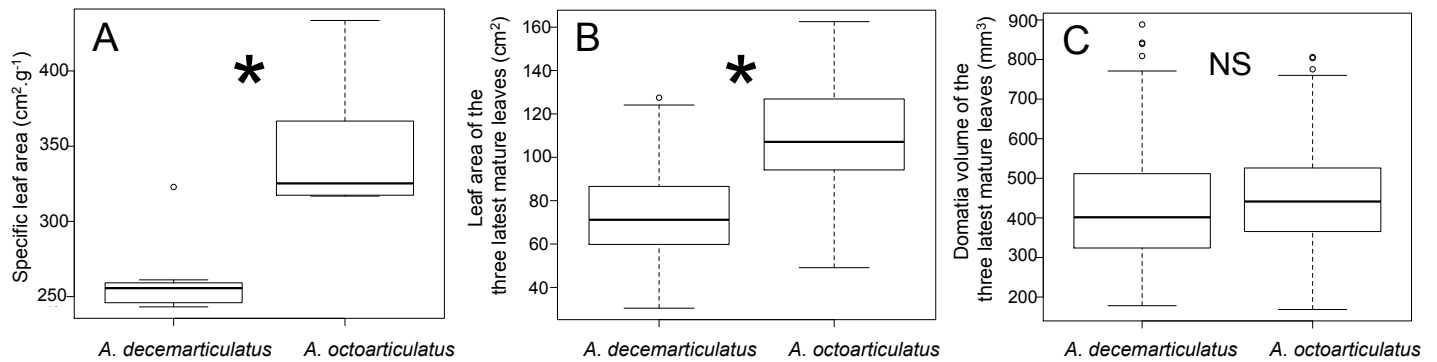 A
*
Specific leaf area (cm².g⁻¹)
400
350
300
250
A. decemarticulatus
A. octoarticulatus
B
*
Leaf area of the
three latest mature leaves (cm²)
160
140
120
100
80
60
40
A. decemarticulatus
A. octoarticulatus
C
NS
Domatia volume of the
three latest mature leaves (mm³)
900
800
700
600
500
400
300
200
A. decemarticulatus
A. octoarticulatus